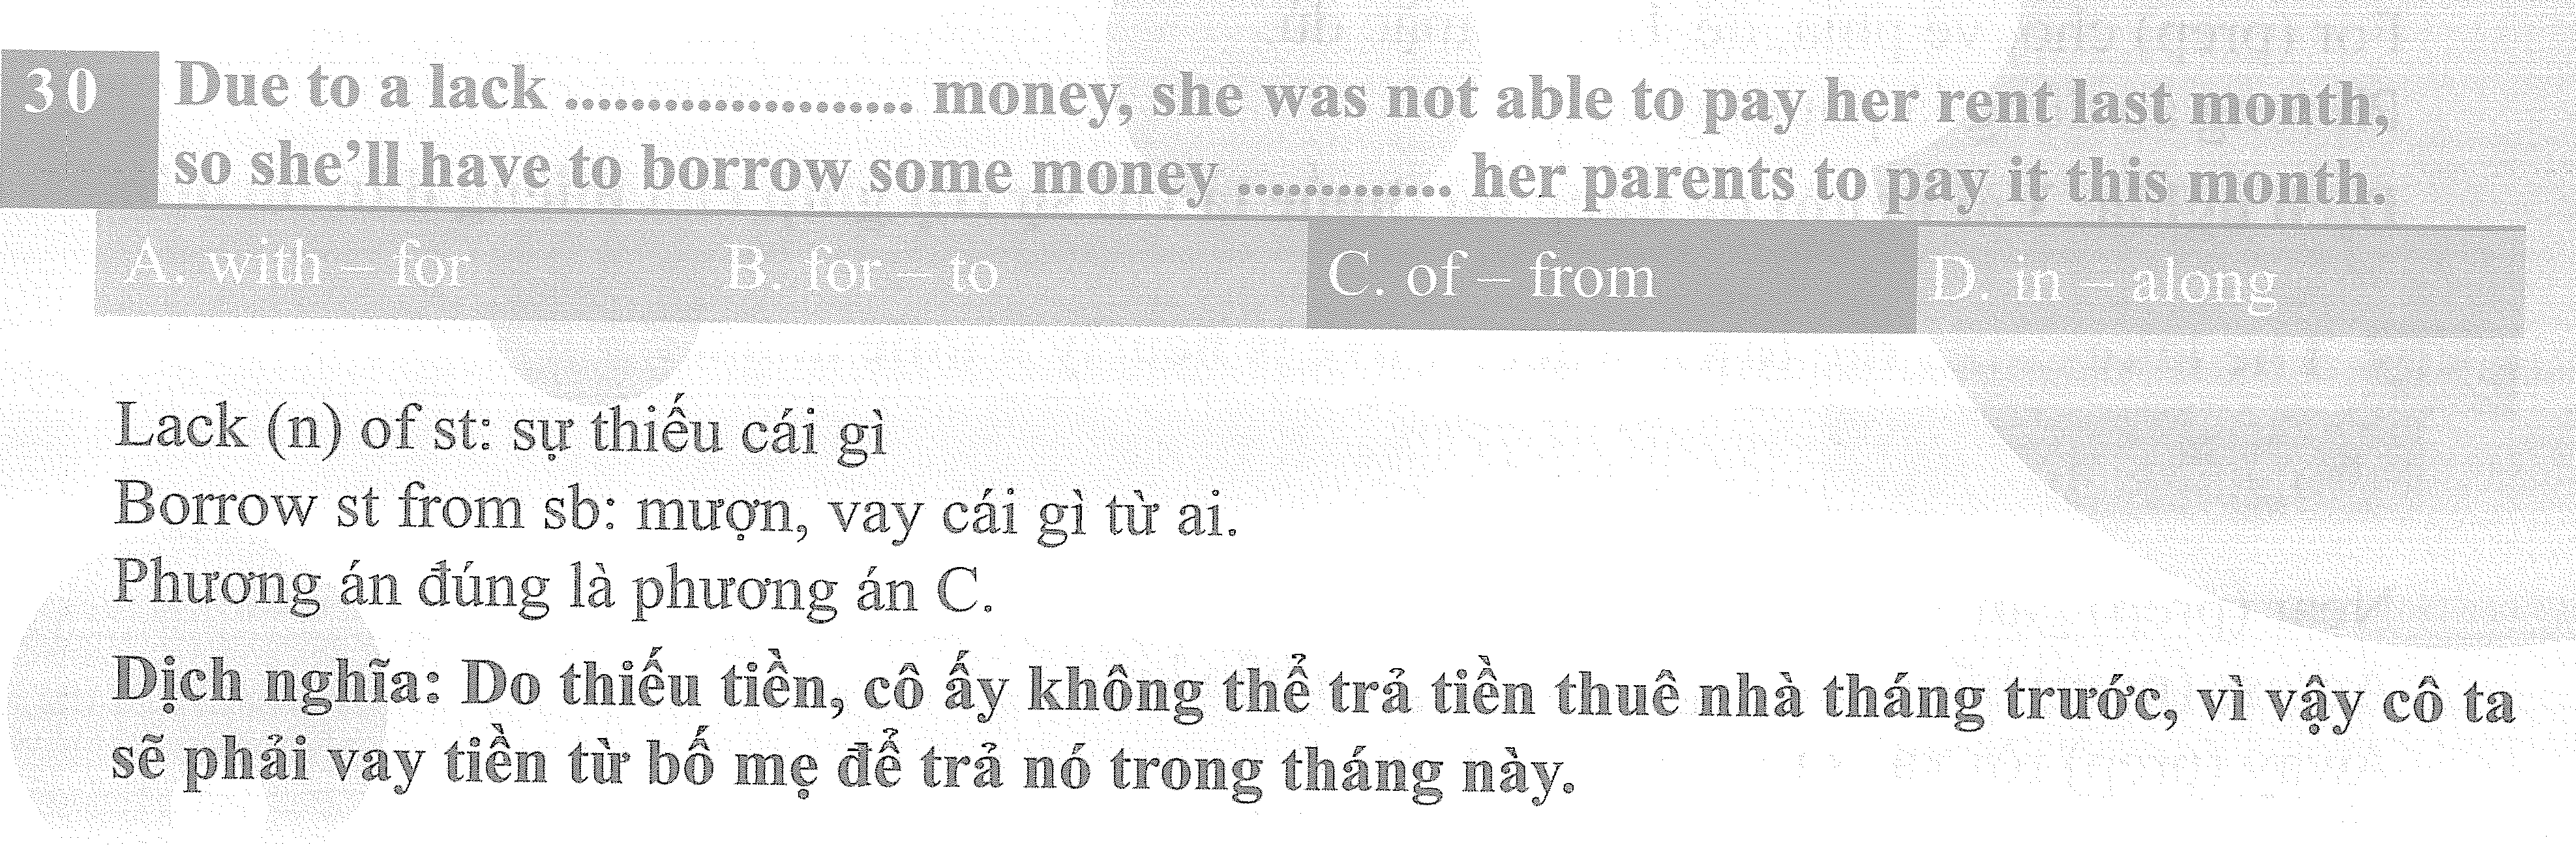 30 Due to a lack ..................... money, she was not able to pay her rent last month,
so she’ll have to borrow some money ............. her parents to pay it this month.
A. with – for B. for – to C. of – from D. in – along
Lack (n) of st: sự thiếu cái gì
Borrow st from sb: mượn, vay cái gì từ ai.
Phương án đúng là phương án C.
Dịch nghĩa: Do thiếu tiền, cô ấy không thể trả tiền thuê nhà tháng trước, vì vậy cô ta
sẽ phải vay tiền từ bố mẹ để trả nó trong tháng này.